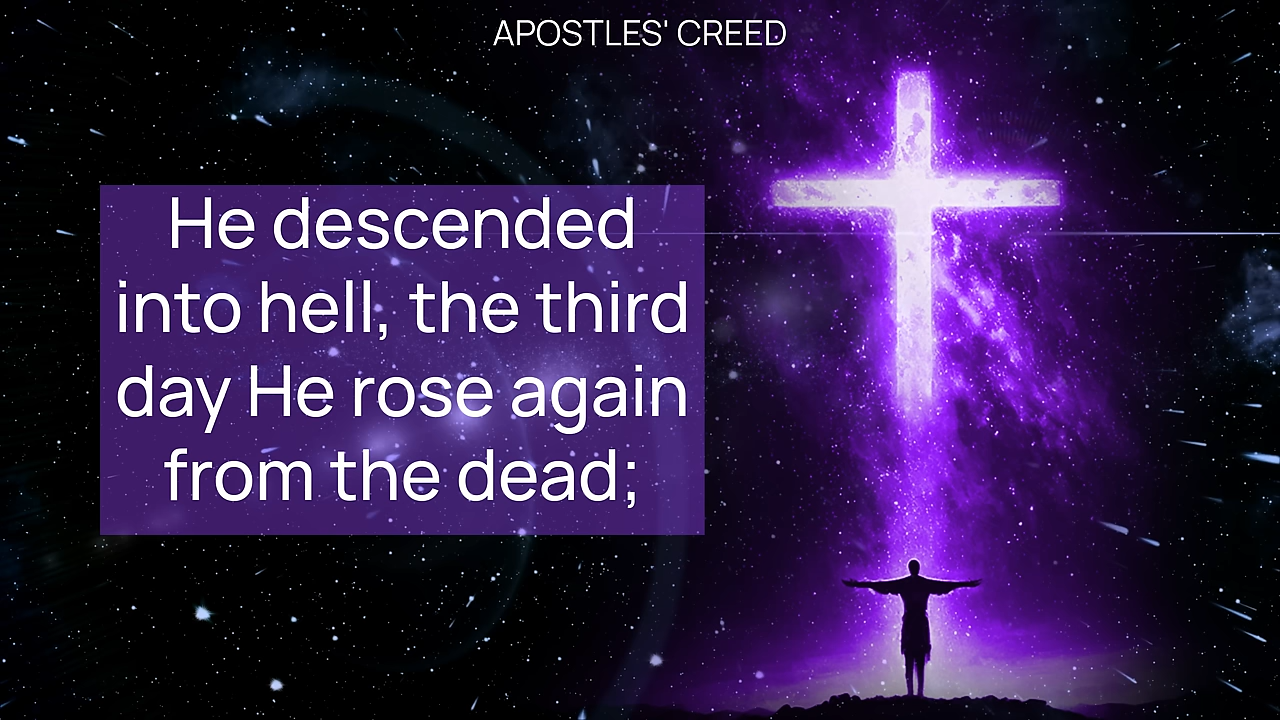 APOSTLES' CREED
He descended
into hell, the third
day He rose again
from the dead;